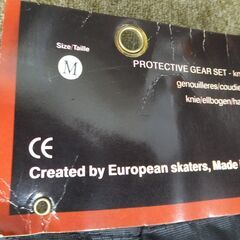 Size/Taille
M
PROTECTIVE GEAR SET - kn
genouilleres/coudie
knie/ellbogen/ha
CE
Created by European skaters, Made